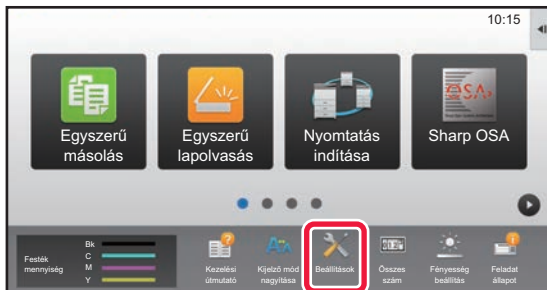 10:15
Egyszerű
másolás
Egyszerű
lapolvasás
Nyomtatás
indítása
Sharp OSA
Festék
mennyiség
Bk
C
M
Y
Kezelési
útmutató
Kijelző mód
nagyítása
Beállítások
Összes
szám
Fényesség
beállítás
Feladat
állapot